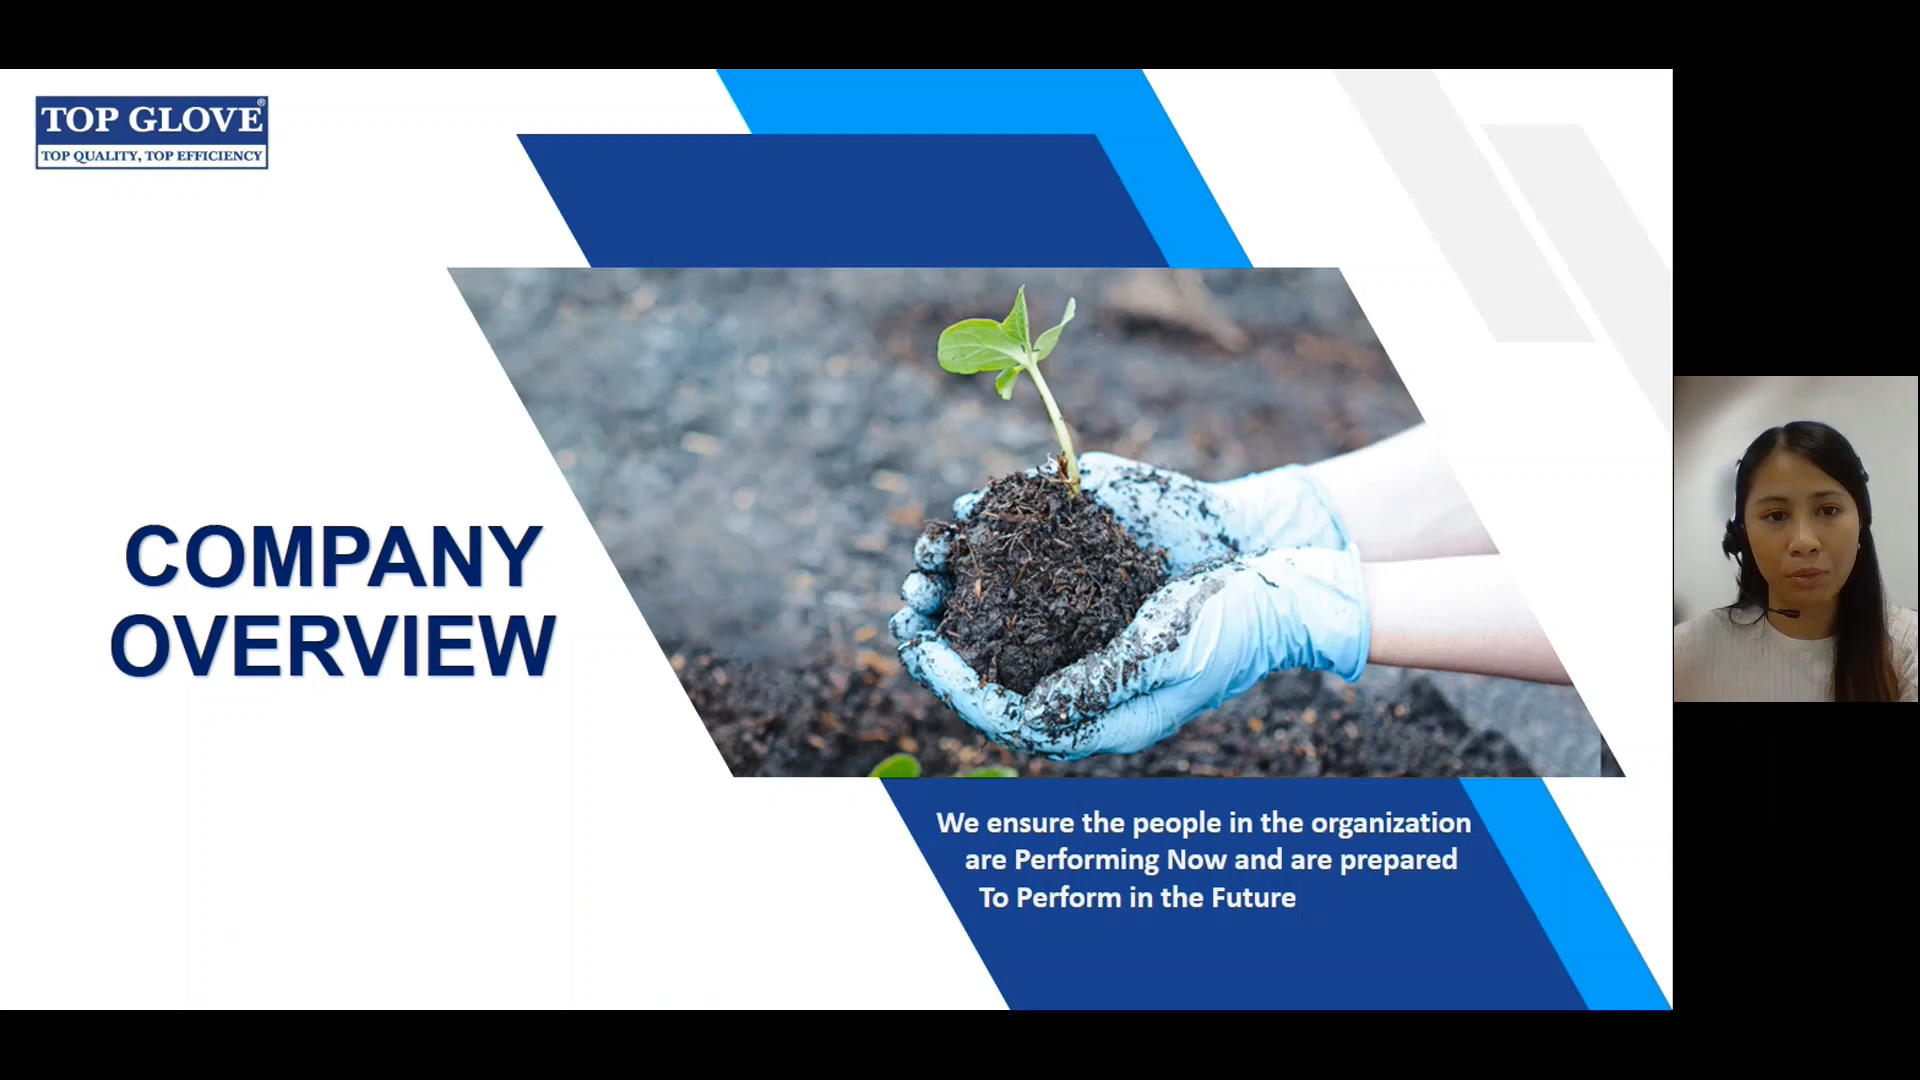 TOP GLOVE®
TOP QUALITY, TOP EFFICIENCY
COMPANY
OVERVIEW
We ensure the people in the organization
are Performing Now and are prepared
To Perform in the Future